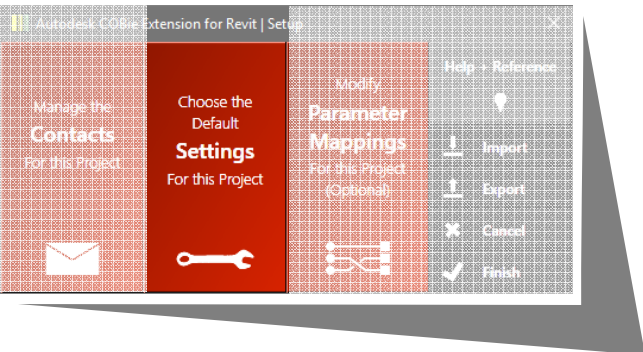 Autodesk COBie Extension for Revit | Setup
Manage the
Contacts
For this Project
Choose the
Default
Settings
For this Project
Modify
Parameter
Mappings
For this Project
(Optional)
Help + Reference
Import
Export
Cancel
Finish